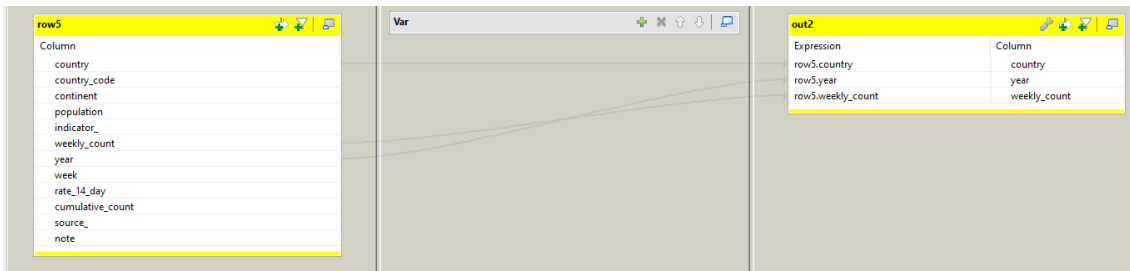 row5
Column
country
country_code
continent
population
indicator_
weekly_count
year
week
rate_14_day
cumulative_count
source_
note
Var
out2
Expression Column
row5.country country
row5.year year
row5.weekly_count weekly_count